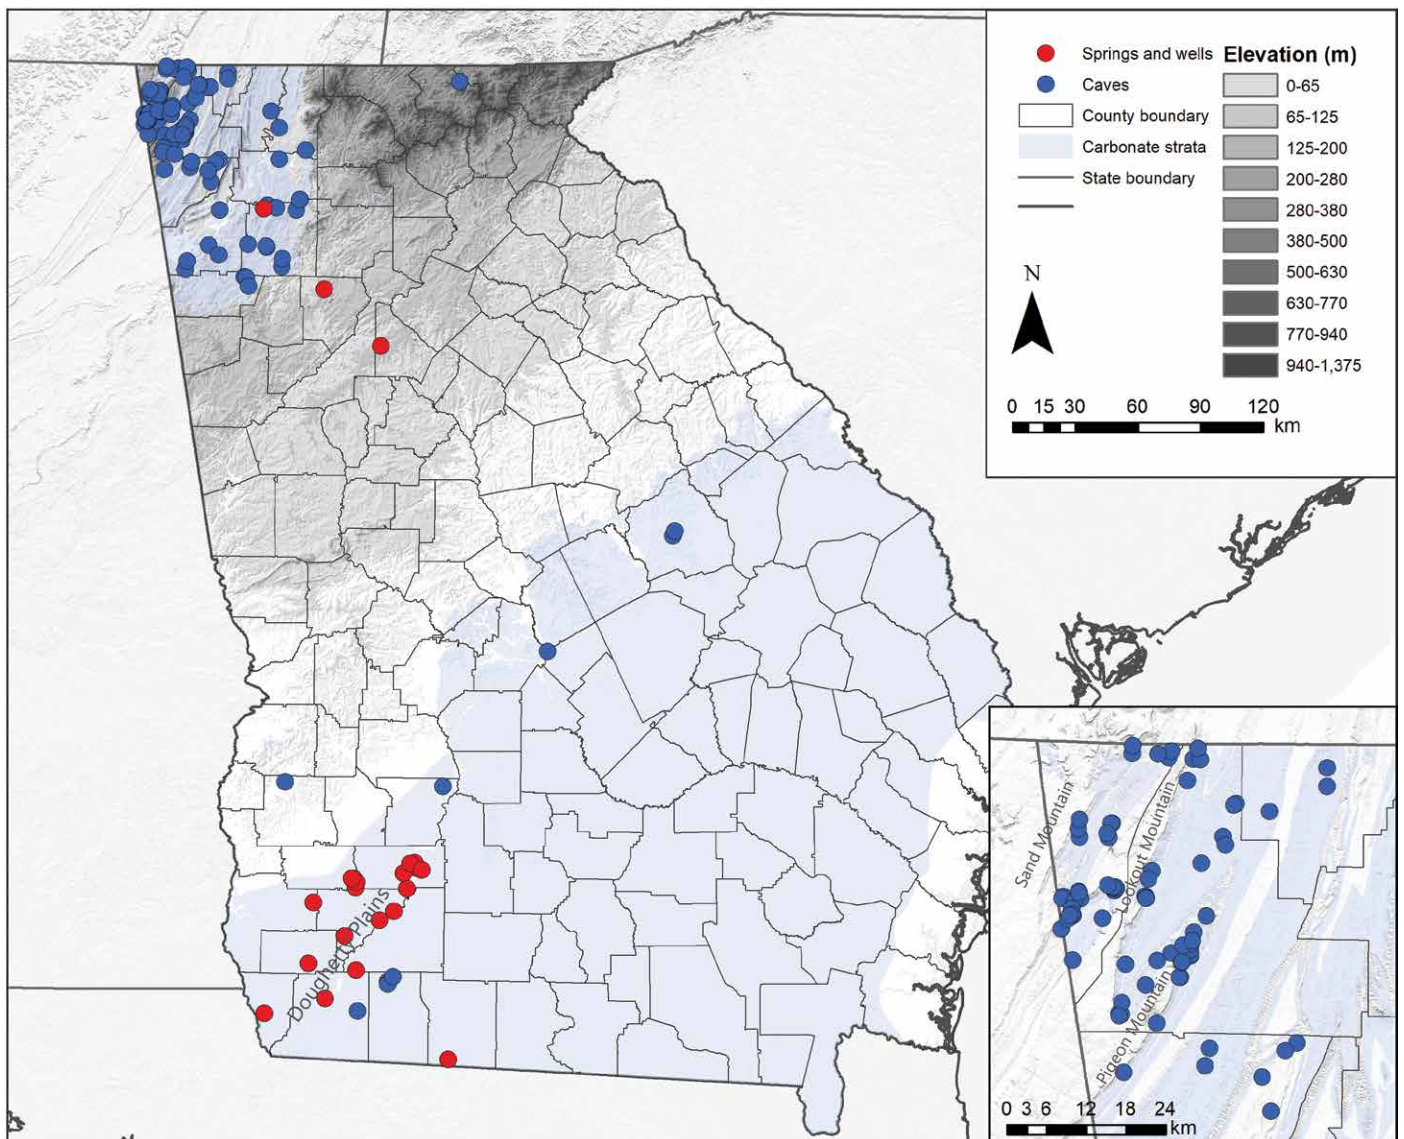 Springs and wells
Caves
County boundary
Carbonate strata
State boundary
Elevation (m)
0-65
65-125
125-200
200-280
280-380
380-500
500-630
630-770
770-940
940-1,375
N
0 15 30 60 90 120
km
Dougherty Plains
Sand Mountain
Lookout Mountain
Pigeon Mountain
0 3 6 12 18 24
km